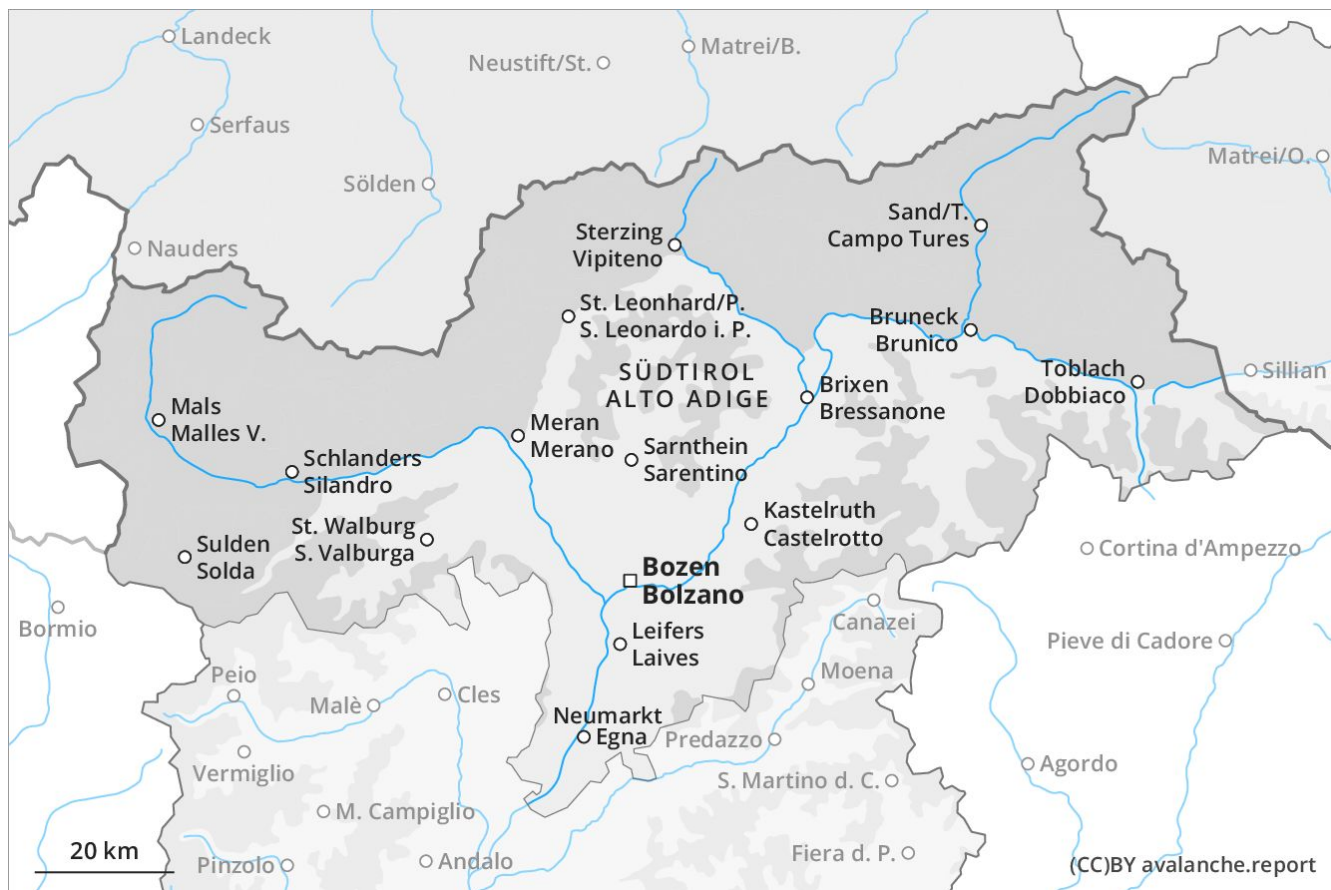 Landeck
Matrei/B.
Neustift/St.
Serfaus
Matrei/O.
Sölden
Nauders
Sand/T.
Campo Tures
Sterzing
Vipiteno
St. Leonhard/P.
S. Leonardo i. P.
Bruneck
Brunico
SÜDTIROL
ALTO ADIGE
Toblach
Dobbiaco
Sillian
Brixen
Bressanone
Mals
Malles V.
Meran
Merano
Sarnthein
Sarentino
Schlanders
Silandro
St. Walburg
S. Valburga
Kastelruth
Castelrotto
Sulden
Solda
Cortina d'Ampezzo
Bozen
Bolzano
Bormio
Canazei
Leifers
Laives
Pieve di Cadore
Peio
Moena
Malè
Cles
Neumarkt
Egna
Predazzo
Vermiglio
Agordo
S. Martino d. C.
M. Campiglio
20 km
Pinzolo
Andalo
Fiera d. P.
(CC)BY avalanche.report